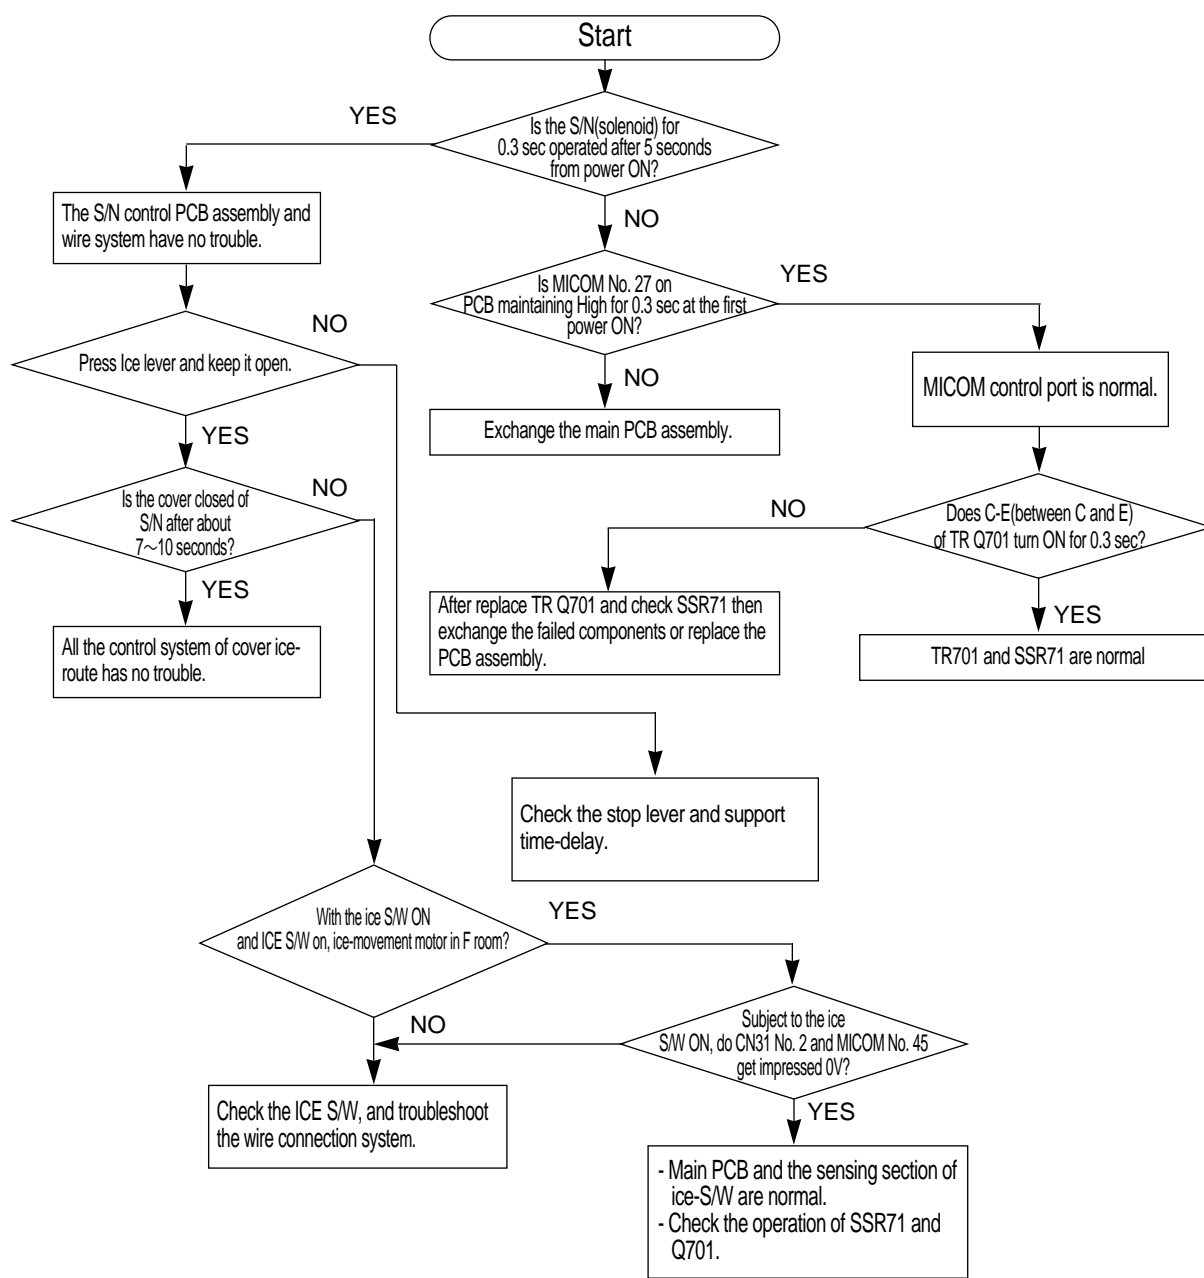 Start
YES
Is the S/N(solenoid) for
0.3 sec operated after 5 seconds
from power ON?
The S/N control PCB assembly and
wire system have no trouble.
NO
Is MICOM No. 27 on
PCB maintaining High for 0.3 sec at the first
power ON?
YES
NO
Press Ice lever and keep it open.
NO
MICOM control port is normal.
Exchange the main PCB assembly.
YES
Is the cover closed of
S/N after about
7～10 seconds?
NO
NO
Does C-E(between C and E)
of TR Q701 turn ON for 0.3 sec?
YES
After replace TR Q701 and check SSR71 then
exchange the failed components or replace the
PCB assembly.
YES
All the control system of cover ice-
route has no trouble.
TR701 and SSR71 are normal
Check the stop lever and support
time-delay.
With the ice S/W ON
and ICE S/W on, ice-movement motor in F room?
YES
NO
Subject to the ice
S/W ON, do CN31 No. 2 and MICOM No. 45
get impressed 0V?
Check the ICE S/W, and troubleshoot
the wire connection system.
YES
- Main PCB and the sensing section of
ice-S/W are normal.
- Check the operation of SSR71 and
Q701.